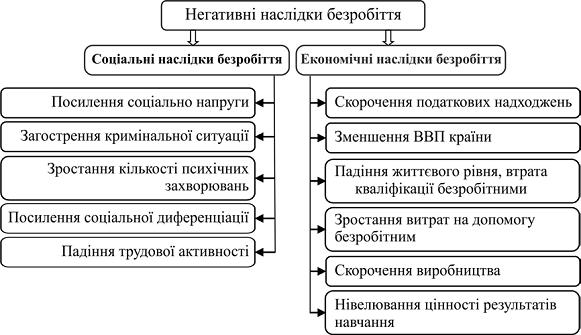 Негативні наслідки безробіття
Соціальні наслідки безробіття
Економічні наслідки безробіття
Посилення соціально напруги
Загострення кримінальної ситуації
Зростання кількості психічних
захворювань
Посилення соціальної диференціації
Падіння трудової активності
Скорочення податкових надходжень
Зменшення ВВП країни
Падіння життєвого рівня, втрата
кваліфікації безробітними
Зростання витрат на допомогу
безробітним
Скорочення виробництва
Нівелювання цінності результатів
навчання